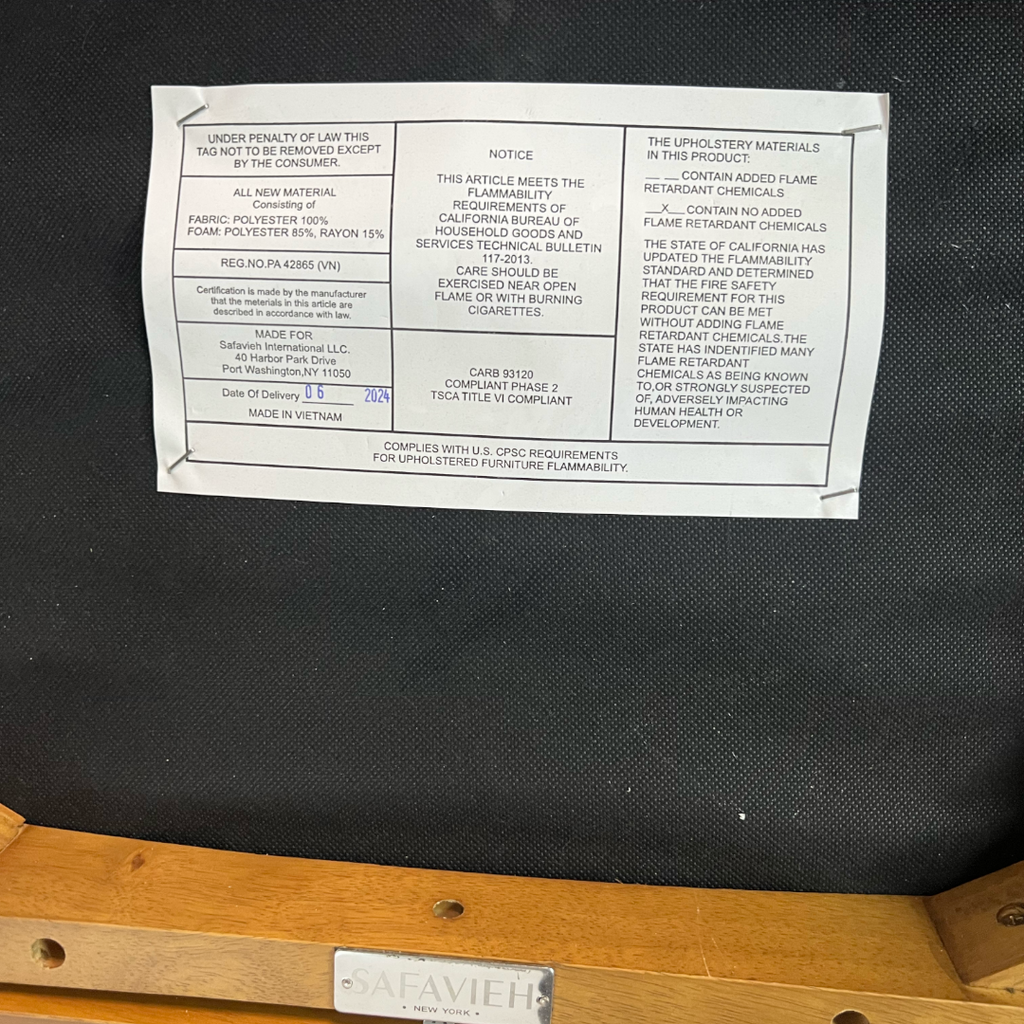 UNDER PENALTY OF LAW THIS
TAG NOT TO BE REMOVED EXCEPT
BY THE CONSUMER.
ALL NEW MATERIAL
Consisting of
FABRIC: POLYESTER 100%
FOAM: POLYESTER 85%, RAYON 15%
REG.NO.PA 42865 (VN)
Certification is made by the manufacturer
that the meterials in this article are
described in accordance with law.
MADE FOR
Safavieh International LLC.
40 Harbor Park Drive
Port Washington,NY 11050
Date Of Delivery 06 2024
MADE IN VIETNAM
NOTICE
THIS ARTICLE MEETS THE
FLAMMABILITY
REQUIREMENTS OF
CALIFORNIA BUREAU OF
HOUSEHOLD GOODS AND
SERVICES TECHNICAL BULLETIN
117-2013.
CARE SHOULD BE
EXERCISED NEAR OPEN
FLAME OR WITH BURNING
CIGARETTES.
CARB 93120
COMPLIANT PHASE 2
TSCA TITLE VI COMPLIANT
THE UPHOLSTERY MATERIALS
IN THIS PRODUCT:
__ __ CONTAIN ADDED FLAME
RETARDANT CHEMICALS
__X__ CONTAIN NO ADDED
FLAME RETARDANT CHEMICALS
THE STATE OF CALIFORNIA HAS
UPDATED THE FLAMMABILITY
STANDARD AND DETERMINED
THAT THE FIRE SAFETY
REQUIREMENT FOR THIS
PRODUCT CAN BE MET
WITHOUT ADDING FLAME
RETARDANT CHEMICALS.THE
STATE HAS INDENTIFIED MANY
FLAME RETARDANT
CHEMICALS AS BEING KNOWN
TO,OR STRONGLY SUSPECTED
OF, ADVERSELY IMPACTING
HUMAN HEALTH OR
DEVELOPMENT.
COMPLIES WITH U.S. CPSC REQUIREMENTS
FOR UPHOLSTERED FURNITURE FLAMMABILITY.
SAFAVIEH
• NEW YORK •